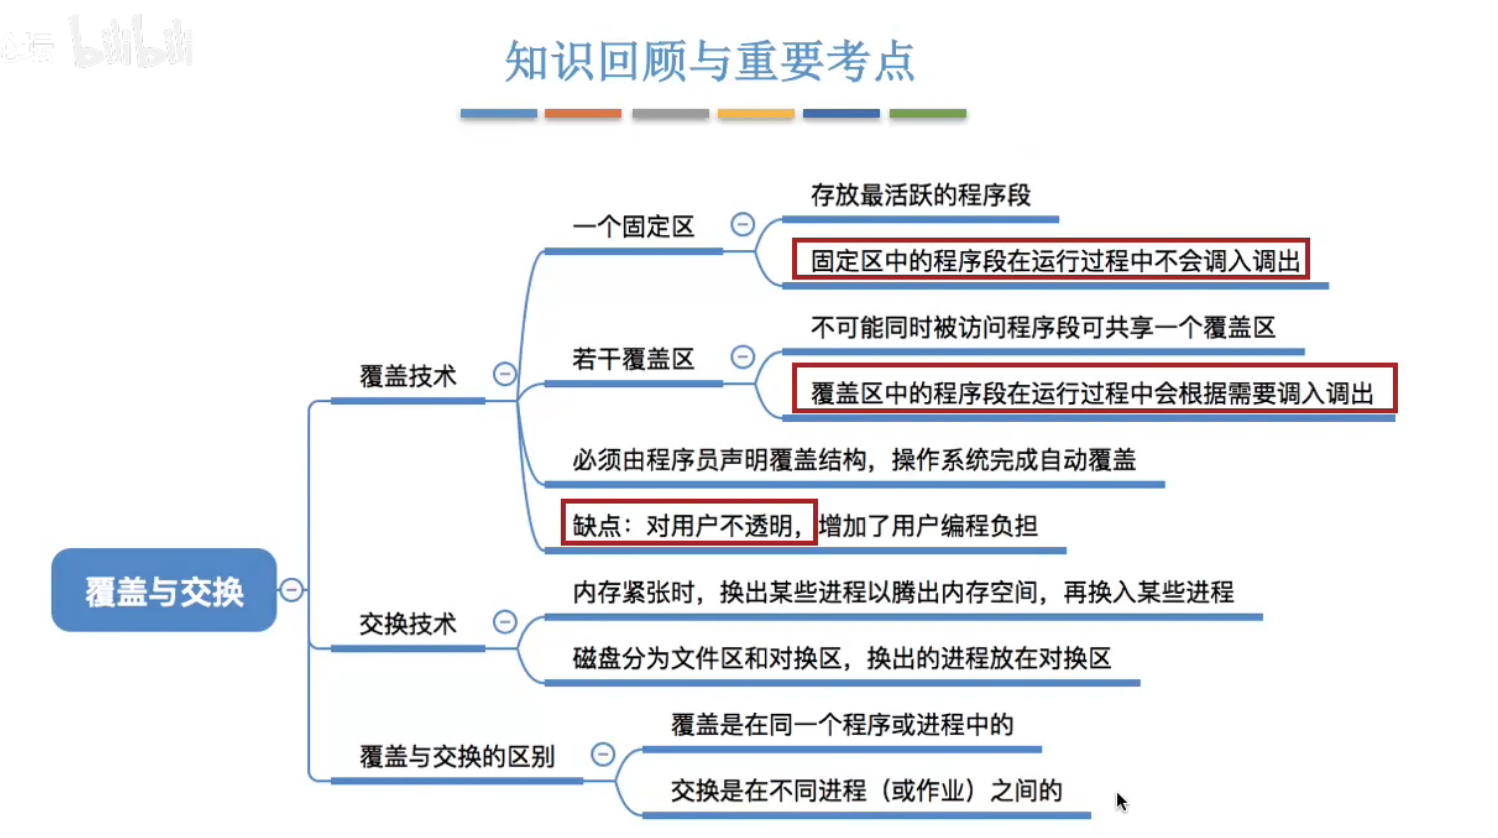 心坛 bilibili
知识回顾与重要考点
存放最活跃的程序段
一个固定区
固定区中的程序段在运行过程中不会调入调出
不可能同时被访问程序段可共享一个覆盖区
若干覆盖区
覆盖技术
覆盖区中的程序段在运行过程中会根据需要调入调出
必须由程序员声明覆盖结构，操作系统完成自动覆盖
缺点：对用户不透明，增加了用户编程负担
覆盖与交换
内存紧张时，换出某些进程以腾出内存空间，再换入某些进程
交换技术
磁盘分为文件区和对换区，换出的进程放在对换区
覆盖是在同一个程序或进程中的
覆盖与交换的区别
交换是在不同进程（或作业）之间的